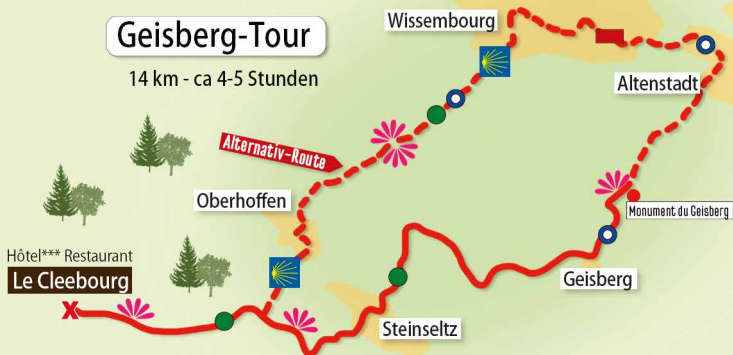 Geisberg-Tour
14 km - ca 4-5 Stunden
Wissembourg
Altenstadt
Alternativ-Route
Oberhoffen
Monument du Geisberg
Hôtel*** Restaurant
Le Cleebourg
X
Geisberg
Steinseltz